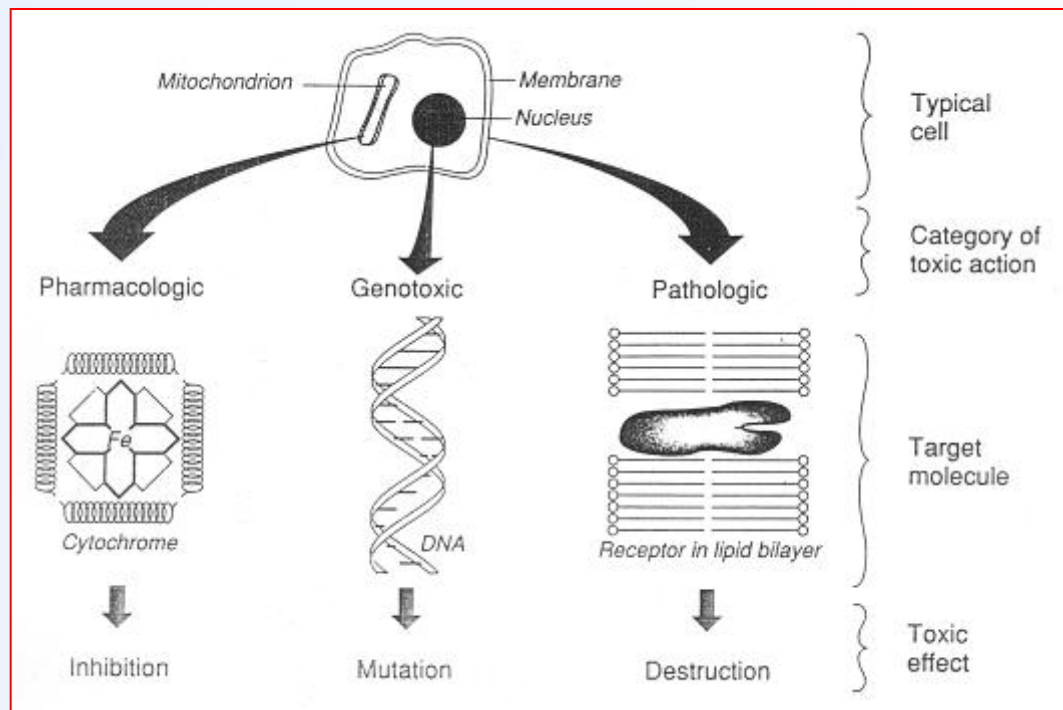 Mitochondrion
Membrane
Nucleus
Typical
cell
Category of
toxic action
Pharmacologic
Genotoxic
Pathologic
Fe
Cytochrome
DNA
Receptor in lipid bilayer
Target
molecule
Inhibition
Mutation
Destruction
Toxic
effect